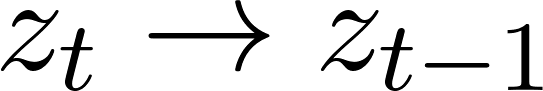 z_t → z_{t−1}